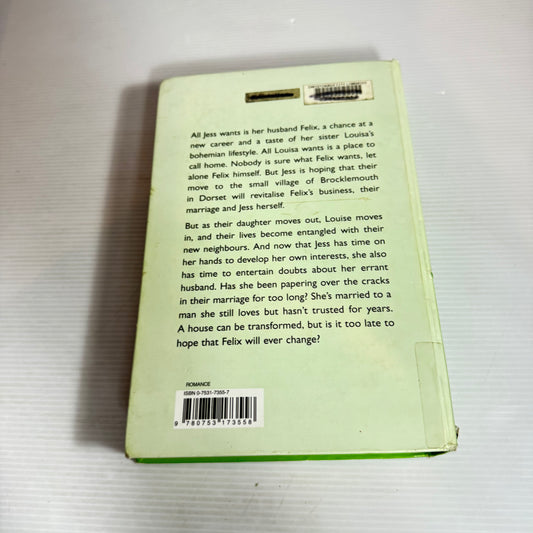 All Jess wants is her husband Felix, a chance at a
new career and a taste of her sister Louisa's
bohemian lifestyle. All Louisa wants is a place to
call home. Nobody is sure what Felix wants, let
alone Felix himself. But Jess is hoping that their
move to the small village of Brocklemouth
in Dorset will revitalise Felix's business, their
marriage and Jess herself.
But as their daughter moves out, Louise moves
in, and their lives become entangled with their
new neighbours. And now that Jess has time on
her hands to develop her own interests, she also
has time to entertain doubts about her errant
husband. Has she been papering over the cracks
in their marriage for too long? She's married to a
man she still loves but hasn't trusted for years.
A house can be transformed, but is it too late to
hope that Felix will ever change?
ROMANCE
ISBN 0-7531-7355-7
9 780753 173558